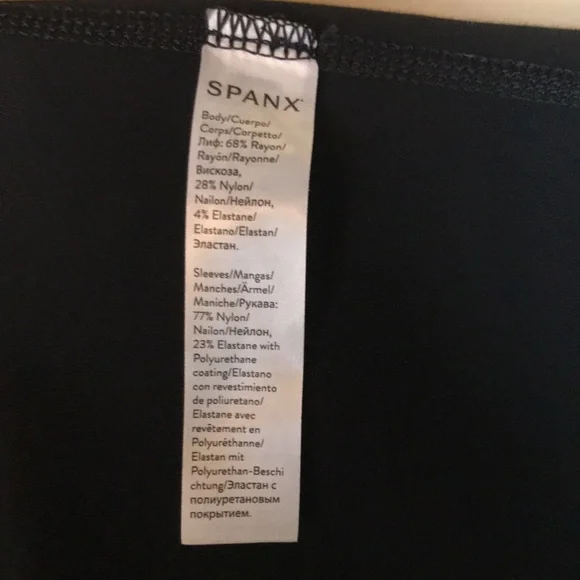 SPANX
Body/Cuerpo/
Corps/Corpetto/
Лиф: 68% Rayon/
Rayón/Rayonne/
Вискоза,
28% Nylon/
Nailon/Нейлон,
4% Elastane/
Elastano/Elastan/
Эластан.
Sleeves/Mangas/
Manches/Ärmel/
Maniche/Рукава:
77% Nylon/
Nailon/Нейлон,
23% Elastane with
Polyurethane
coating/Elastano
con revestimiento
de poliuretano/
Elastane avec
revêtement en
Polyuréthanne/
Elastan mit
Polyurethan-Beschi
chtung/Эластан с
полиуретановым
покрытием.